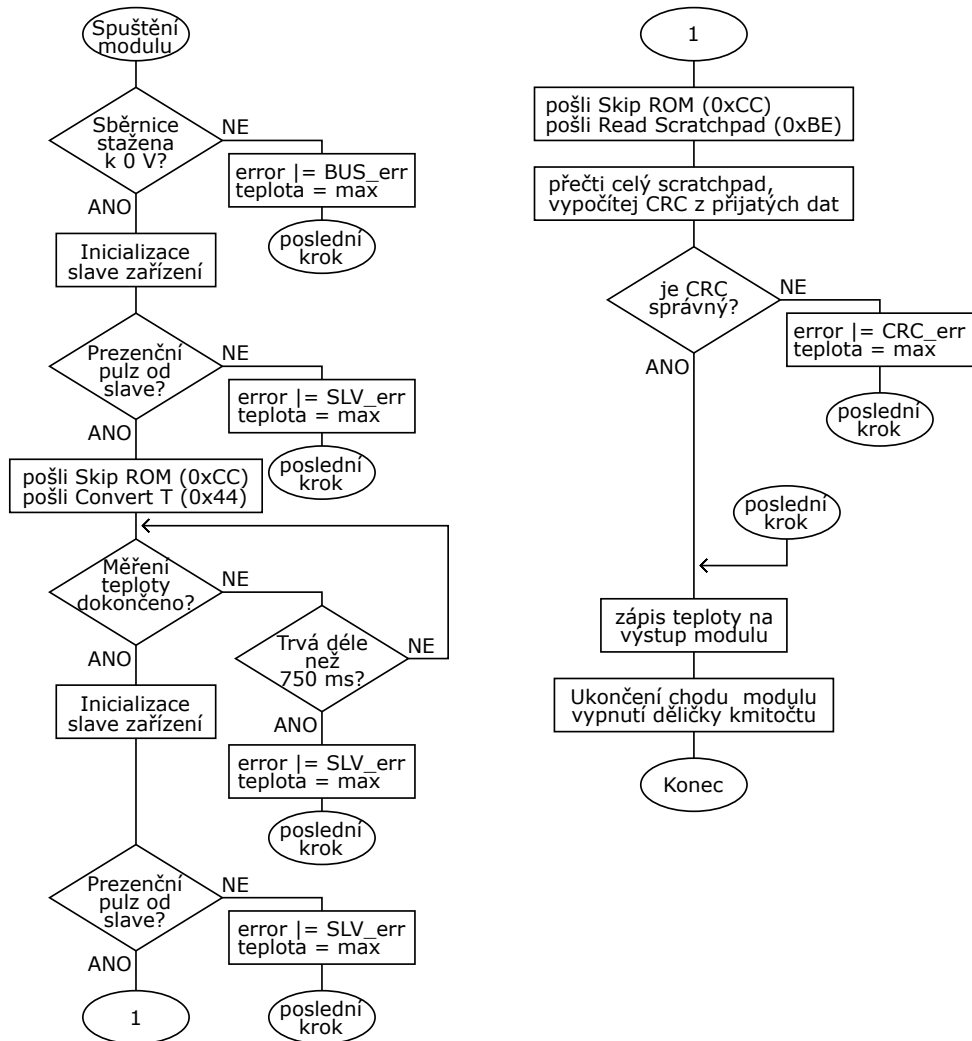 Spuštění
modulu
Sběrnice
stažena
k 0 V?
NE
error |= BUS_err
teplota = max
poslední
krok
ANO
Inicializace
slave zařízení
Prezenční
pulz od
slave?
NE
error |= SLV_err
teplota = max
poslední
krok
ANO
pošli Skip ROM (0xCC)
pošli Convert T (0x44)
Měření
teploty
dokončeno?
NE
Trvá déle
než
750 ms?
NE
ANO
error |= SLV_err
teplota = max
poslední
krok
ANO
Inicializace
slave zařízení
Prezenční
pulz od
slave?
NE
error |= SLV_err
teplota = max
poslední
krok
ANO
1
1
pošli Skip ROM (0xCC)
pošli Read Scratchpad (0xBE)
přečti celý scratchpad,
vypočítej CRC z přijatých dat
je CRC
správný?
NE
error |= CRC_err
teplota = max
poslední
krok
ANO
poslední
krok
zápis teploty na
výstup modulu
Ukončení chodu  modulu
vypnutí děličky kmitočtu
Konec